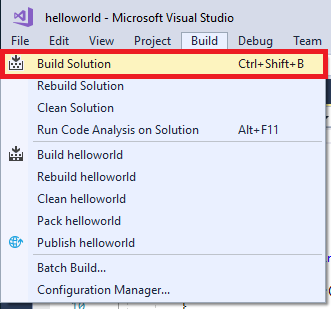 helloworld - Microsoft Visual Studio
File Edit View Project Build Debug Team
Build Solution Ctrl+Shift+B
Rebuild Solution
Clean Solution
Run Code Analysis on Solution Alt+F11
Build helloworld
Rebuild helloworld
Clean helloworld
Pack helloworld
Publish helloworld
Batch Build...
Configuration Manager...